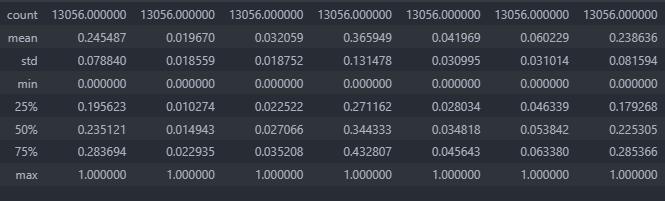 count 13056.000000 13056.000000 13056.000000 13056.000000 13056.000000 13056.000000 13056.000000
mean 0.245487 0.019670 0.032059 0.365949 0.041969 0.060229 0.238636
std 0.078840 0.018559 0.018752 0.131478 0.030995 0.031014 0.081594
min 0.000000 0.000000 0.000000 0.000000 0.000000 0.000000 0.000000
25% 0.195623 0.010274 0.022522 0.271162 0.028034 0.046339 0.179268
50% 0.235121 0.014943 0.027066 0.344333 0.034818 0.053842 0.225305
75% 0.283694 0.022935 0.035208 0.432807 0.045643 0.063380 0.285366
max 1.000000 1.000000 1.000000 1.000000 1.000000 1.000000 1.000000